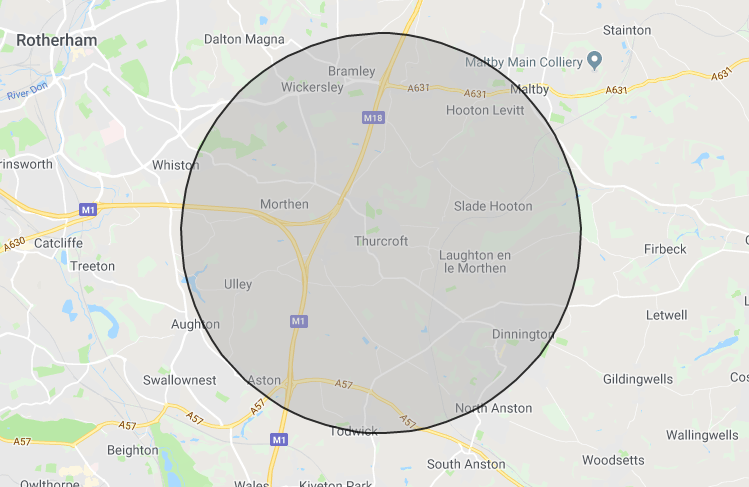 Stainton
Rotherham
Dalton Magna
Maltby Main Colliery
Bramley
Wickersley
A631
A631
Maltby
A631
A631
River Don
Hooton Levitt
M18
Whiston
Morthen
Slade Hooton
M1
A630
Catcliffe
Thurcroft
Firbeck
Laughton en
le Morthen
Treeton
Ulley
Letwell
M1
Aughton
Dinnington
Swallownest
Aston
A57
Gildingwells
A57
A57
A57
North Anston
A57
Todwick
M1
Wallingwells
Beighton
South Anston
Woodsetts
Owlthorpe
Wales
Kiveton Park